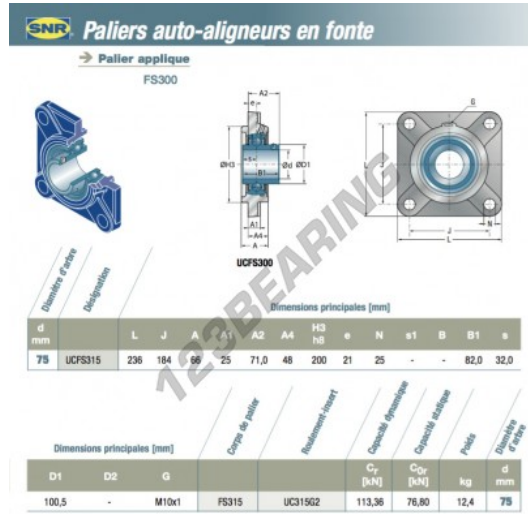 SNR Paliers auto-aligneurs en fonte
Palier applique
FS300
A2
e
G
ØH3
s
B1
Ød
ØD1
L
J
A1
A4
A
N
J
L
UCFS300
123BEARING
Diamètre d'arbre
Désignation
Dimensions principales [mm]
d mm L J A A1 A2 A4 H3 h8 e N s1 B B1 s
75 UCFS315 236 184 66 25 71,0 48 200 21 25 - - 82,0 32,0
Dimensions principales [mm]
Corps de palier
Roulement-insert
Capacité dynamique
Capacité statique
Poids
Diamètre d'arbre
D1 D2 G Cr [kN] C0r [kN] kg d mm
100,5 - M10x1 FS315 UC315G2 113,36 76,80 12,4 75